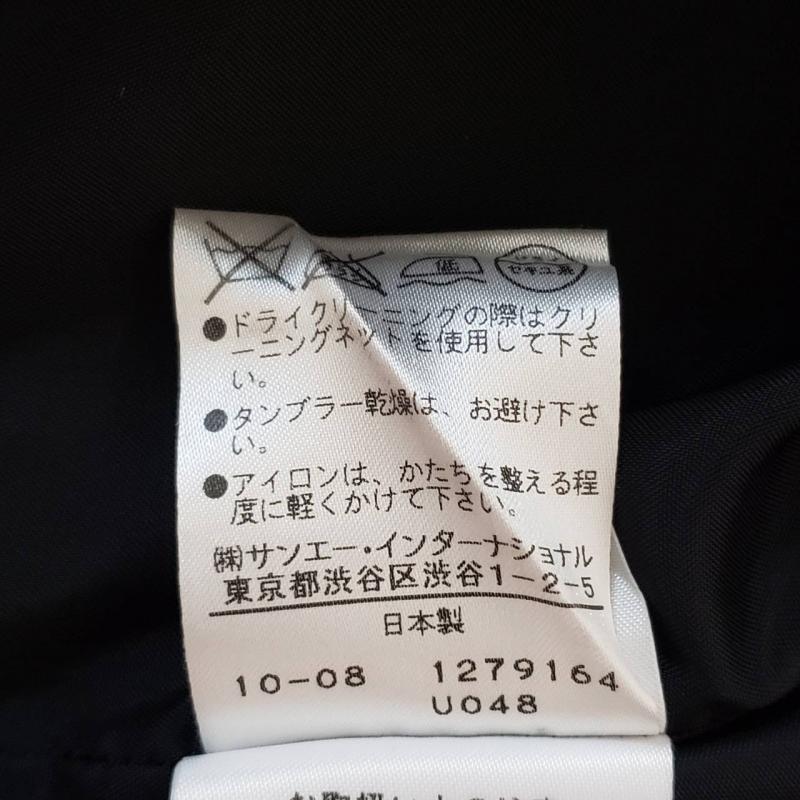 低
セキユ系
●ドライクリーニングの際はクリ
ーニングネットを使用して下さ
い。
●タンブラー乾燥は、お避け下さ
い。
●アイロンは、かたちを整える程
度に軽くかけて下さい。
㈱サンエー・インターナショナル
東京都渋谷区渋谷1-2-5
日本製
10-08 1279164
U048